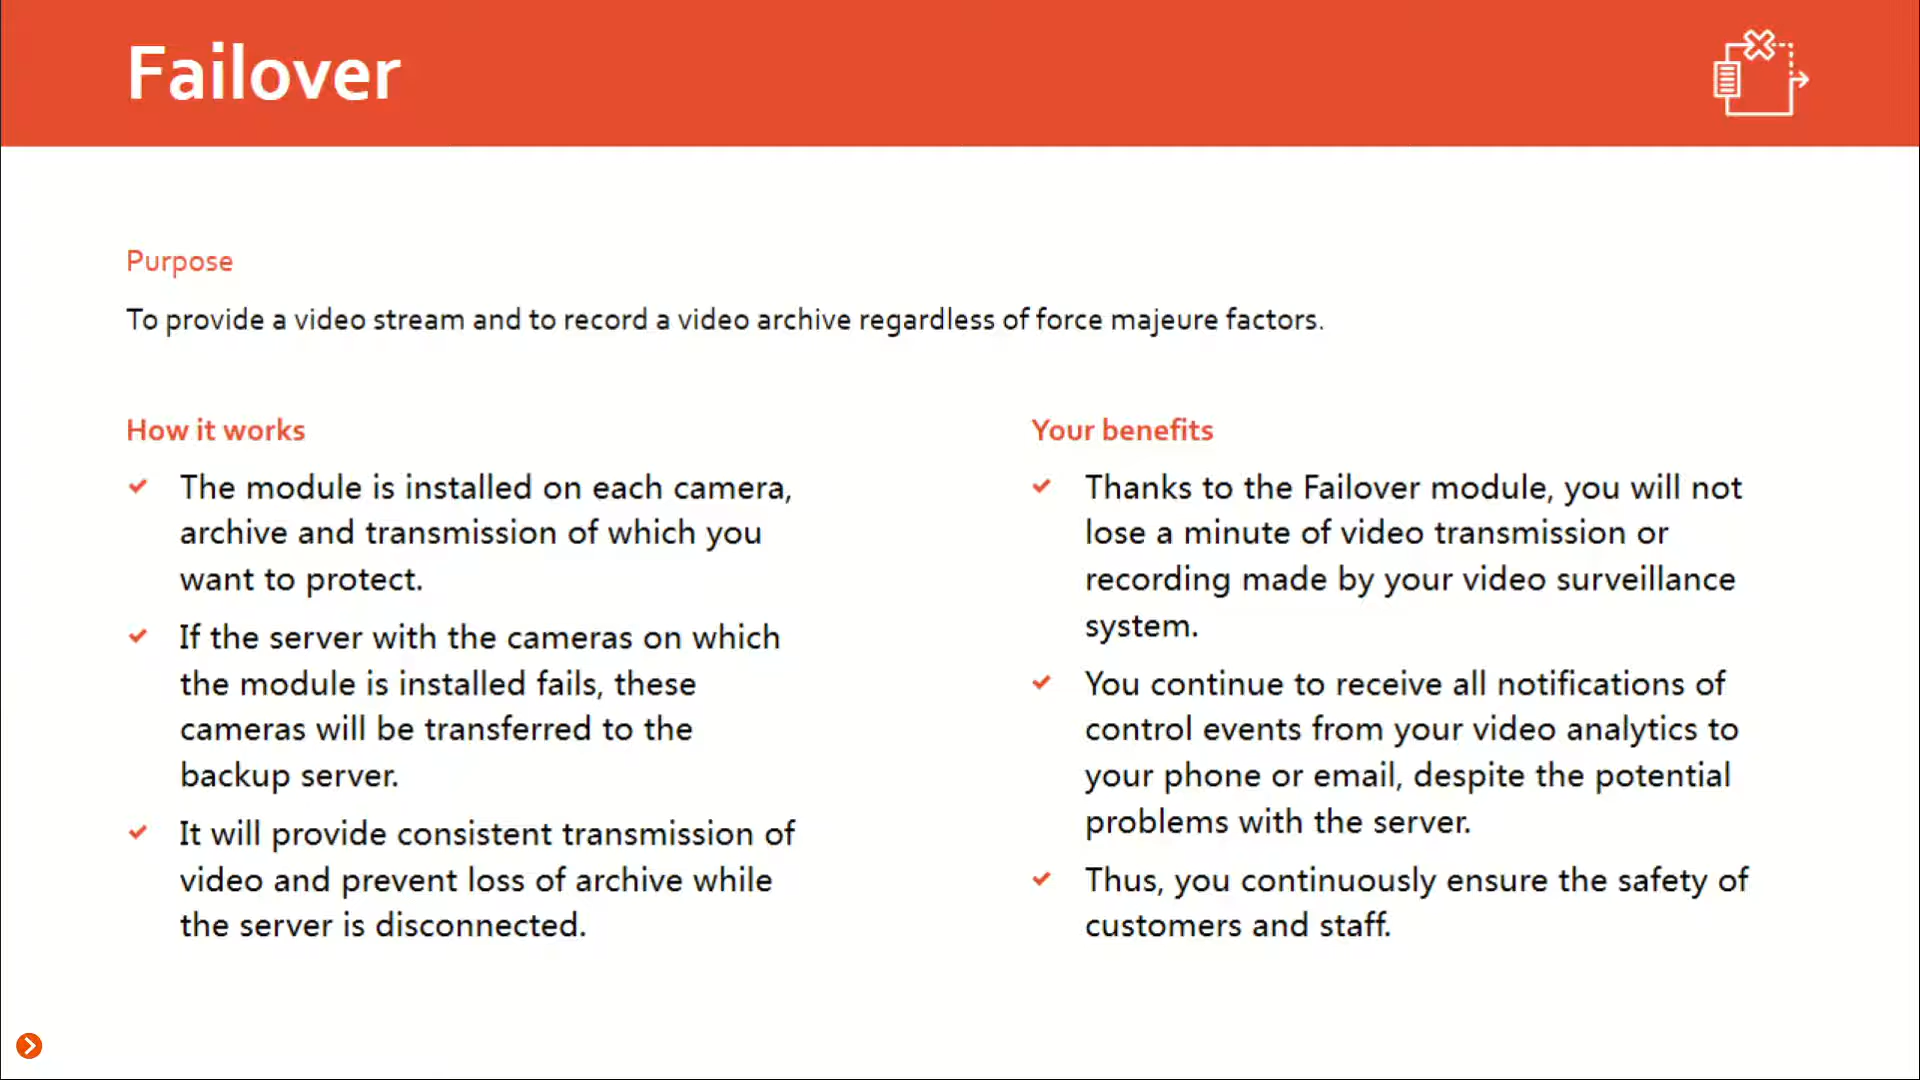 Failover
Purpose
To provide a video stream and to record a video archive regardless of force majeure factors.
How it works
The module is installed on each camera,
archive and transmission of which you
want to protect.
If the server with the cameras on which
the module is installed fails, these
cameras will be transferred to the
backup server.
It will provide consistent transmission of
video and prevent loss of archive while
the server is disconnected.
Your benefits
Thanks to the Failover module, you will not
lose a minute of video transmission or
recording made by your video surveillance
system.
You continue to receive all notifications of
control events from your video analytics to
your phone or email, despite the potential
problems with the server.
Thus, you continuously ensure the safety of
customers and staff.